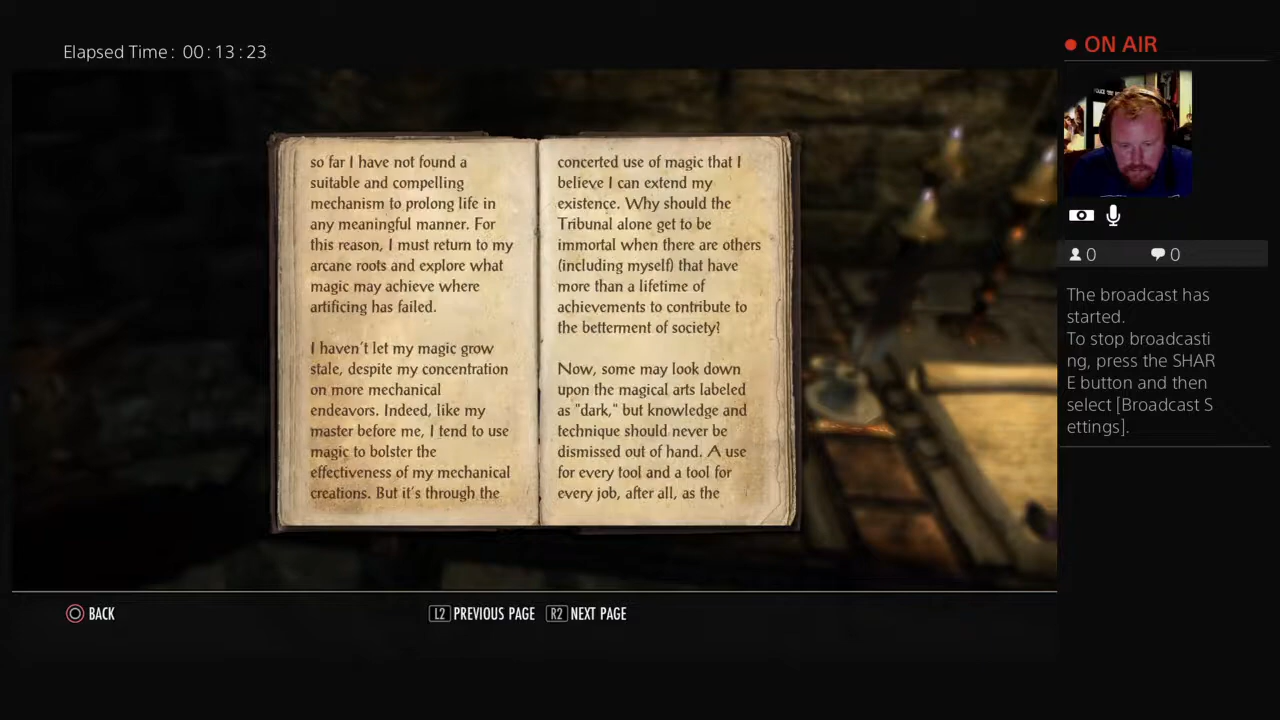 Elapsed Time: 00:13:23
ON AIR
so far I have not found a
suitable and compelling
mechanism to prolong life in
any meaningful manner. For
this reason, I must return to my
arcane roots and explore what
magic may achieve where
artificing has failed.
I haven't let my magic grow
stale, despite my concentration
on more mechanical
endeavors. Indeed, like my
master before me, I tend to use
magic to bolster the
effectiveness of my mechanical
creations. But it's through the
concerted use of magic that I
believe I can extend my
existence. Why should the
Tribunal alone get to be
immortal when there are others
(including myself) that have
more than a lifetime of
achievements to contribute to
the betterment of society?
Now, some may look down
upon the magical arts labeled
as "dark," but knowledge and
technique should never be
dismissed out of hand. A use
for every tool and a tool for
every job, after all, as the
0 0
The broadcast has
started.
To stop broadcasti
ng, press the SHAR
E button and then
select [Broadcast S
ettings].
BACK L2 PREVIOUS PAGE R2 NEXT PAGE